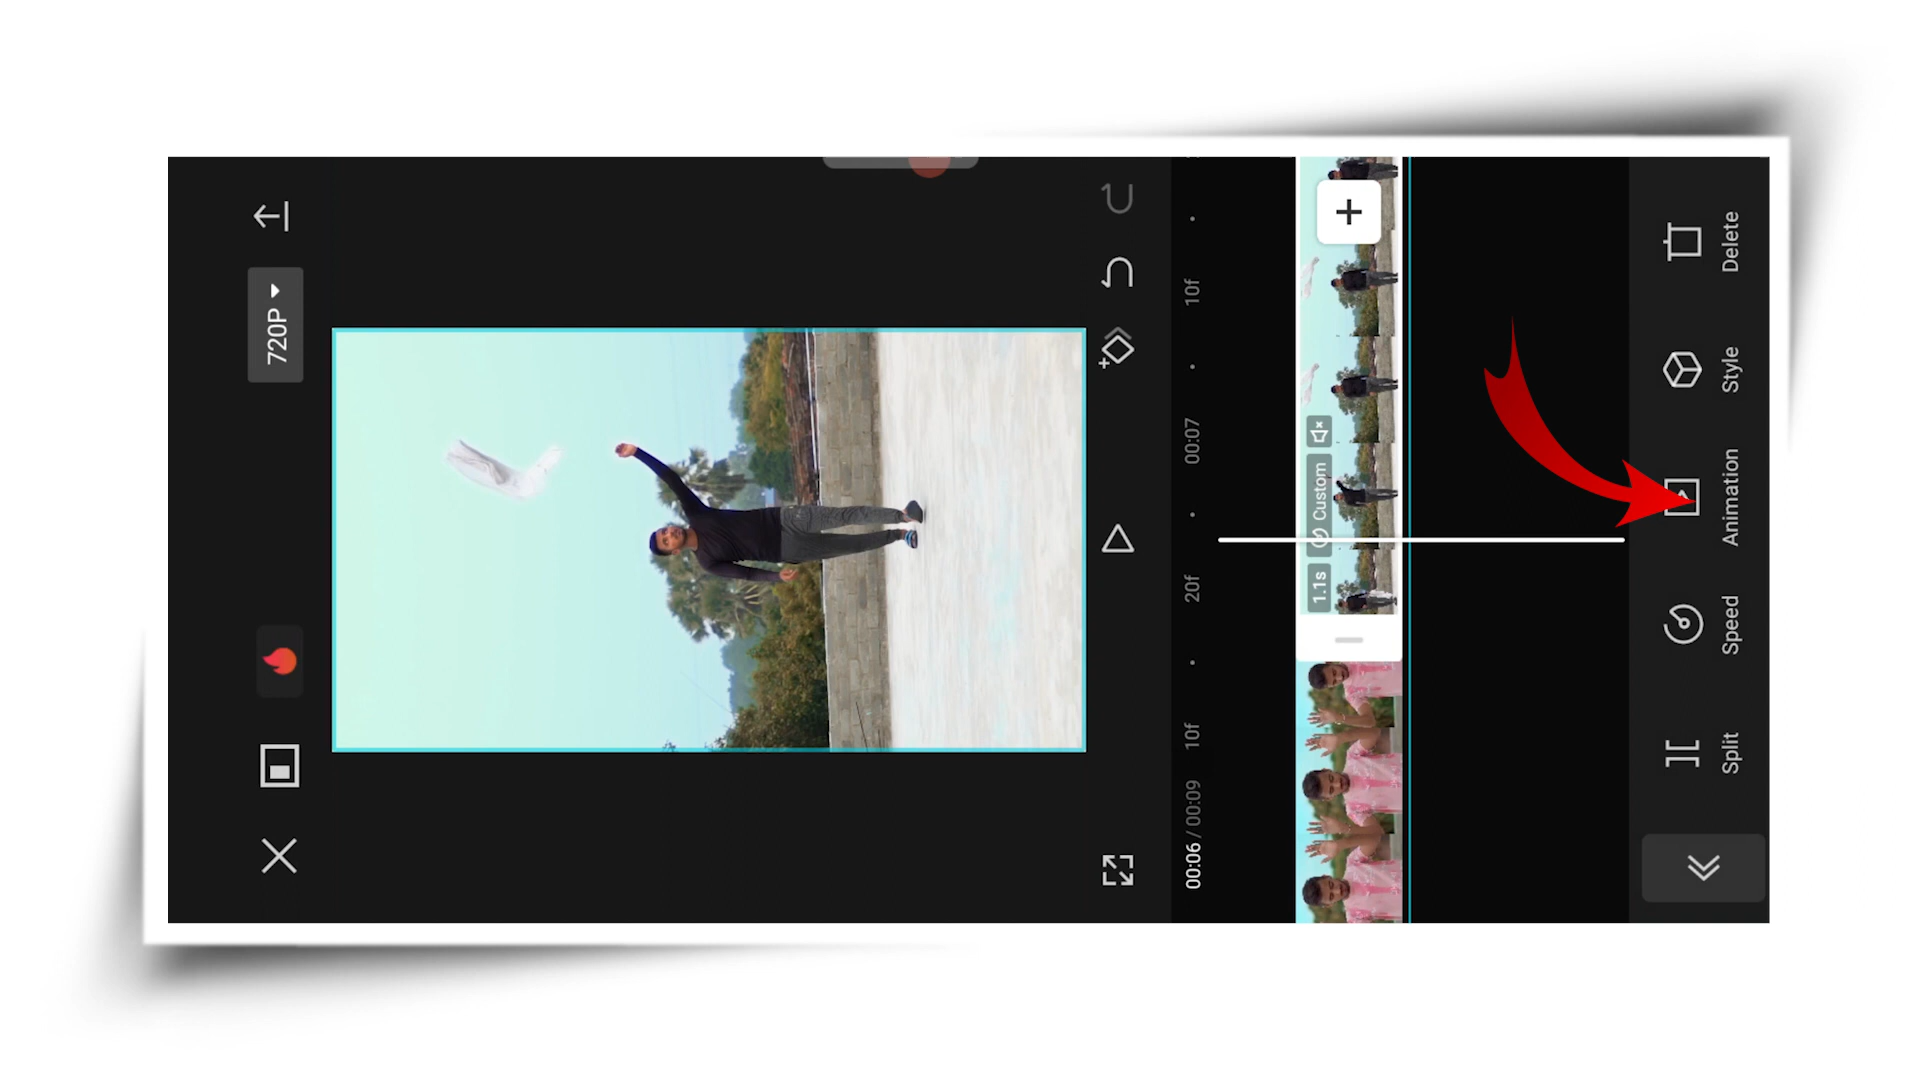 720P
00:06 / 00:09 10f 20f 00:07 10f
1.1s Custom
Split Speed Animation Style Delete